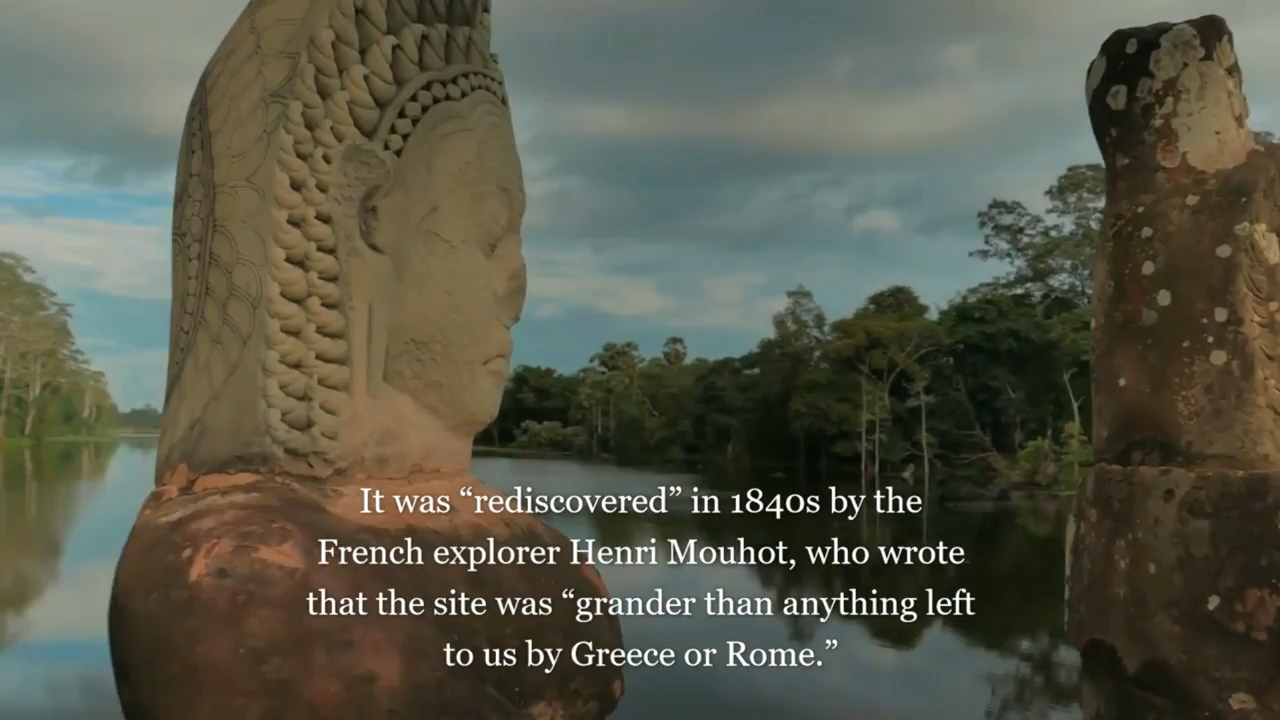 It was “rediscovered” in 1840s by the
French explorer Henri Mouhot, who wrote
that the site was “grander than anything left
to us by Greece or Rome.”